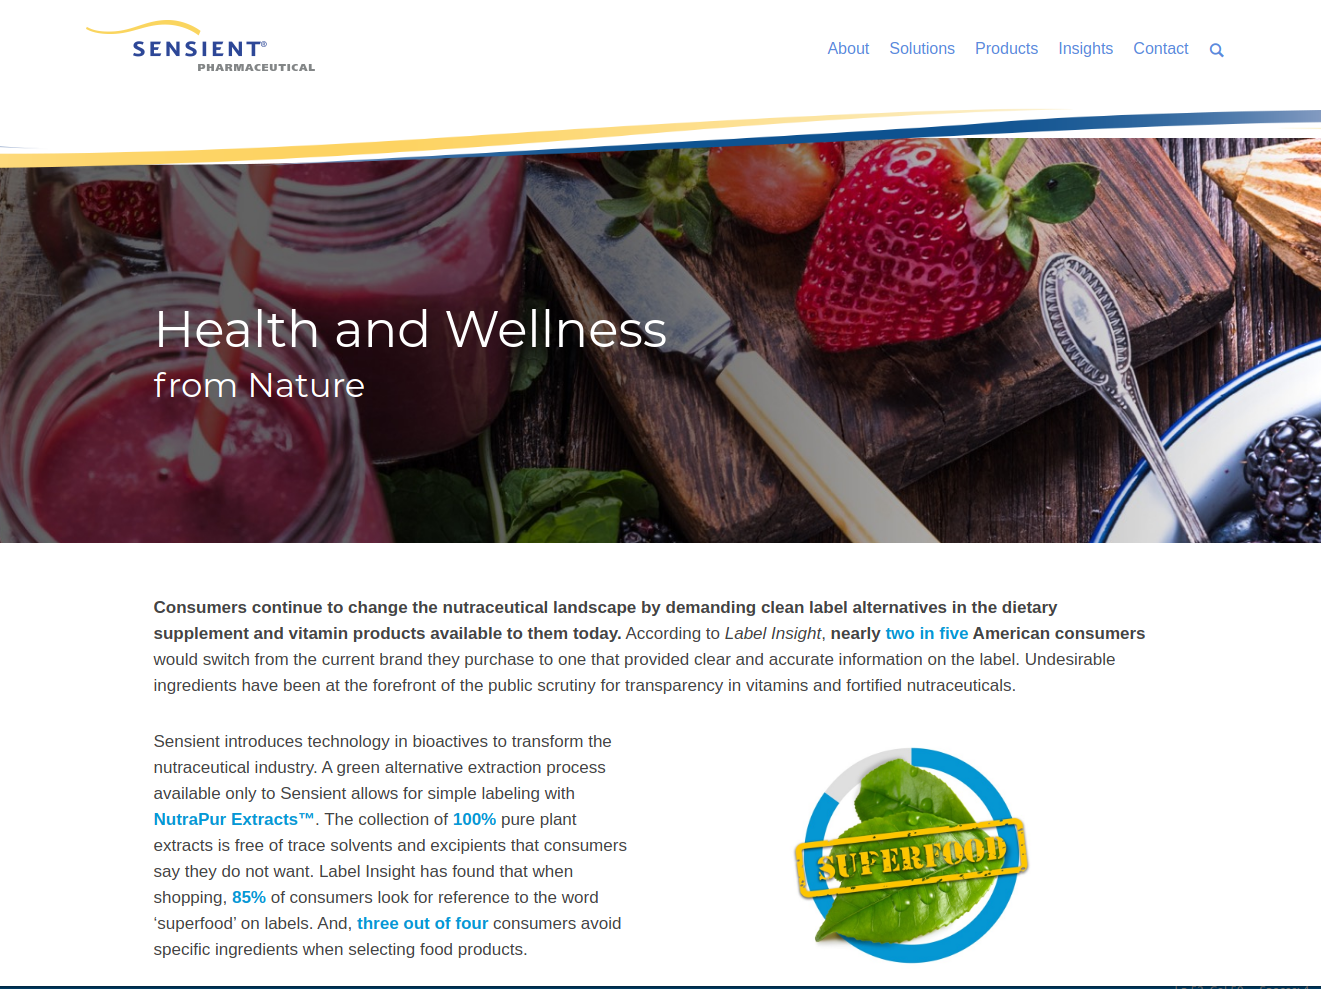 SENSIENT®
PHARMACEUTICAL
About Solutions Products Insights Contact
Health and Wellness
from Nature
Consumers continue to change the nutraceutical landscape by demanding clean label alternatives in the dietary
supplement and vitamin products available to them today. According to Label Insight, nearly two in five American consumers
would switch from the current brand they purchase to one that provided clear and accurate information on the label. Undesirable
ingredients have been at the forefront of the public scrutiny for transparency in vitamins and fortified nutraceuticals.
Sensient introduces technology in bioactives to transform the
nutraceutical industry. A green alternative extraction process
available only to Sensient allows for simple labeling with
NutraPur Extracts™. The collection of 100% pure plant
extracts is free of trace solvents and excipients that consumers
say they do not want. Label Insight has found that when
shopping, 85% of consumers look for reference to the word
‘superfood’ on labels. And, three out of four consumers avoid
specific ingredients when selecting food products.
SUPERFOOD